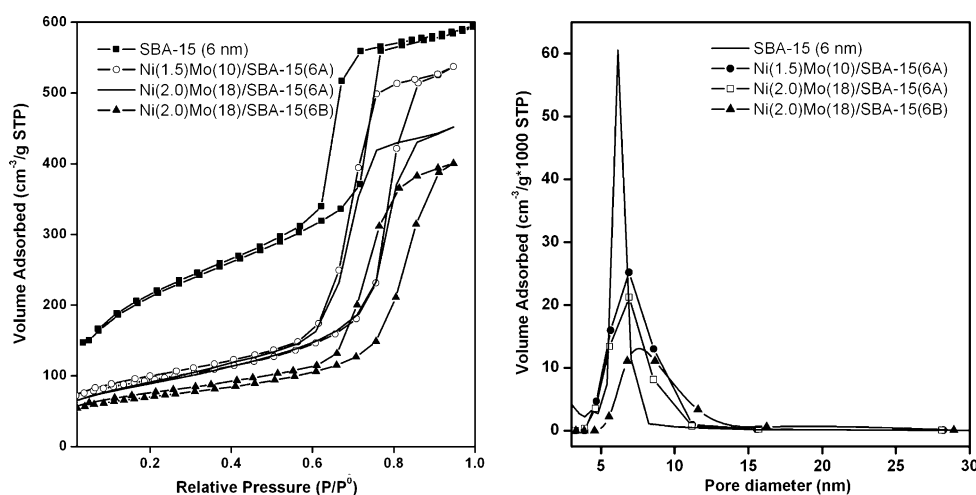 600
500
400
300
200
100
0
Volume Adsorbed (cm⁻³/g STP)
SBA-15 (6 nm)
Ni(1.5)Mo(10)/SBA-15(6A)
Ni(2.0)Mo(18)/SBA-15(6A)
Ni(2.0)Mo(18)/SBA-15(6B)
0.2 0.4 0.6 0.8 1.0
Relative Pressure (P/P⁰)
60
50
40
30
20
10
0
Volume Adsorbed (cm⁻³/g*1000 STP)
SBA-15 (6 nm)
Ni(1.5)Mo(10)/SBA-15(6A)
Ni(2.0)Mo(18)/SBA-15(6A)
Ni(2.0)Mo(18)/SBA-15(6B)
5 10 15 20 25 30
Pore diameter (nm)